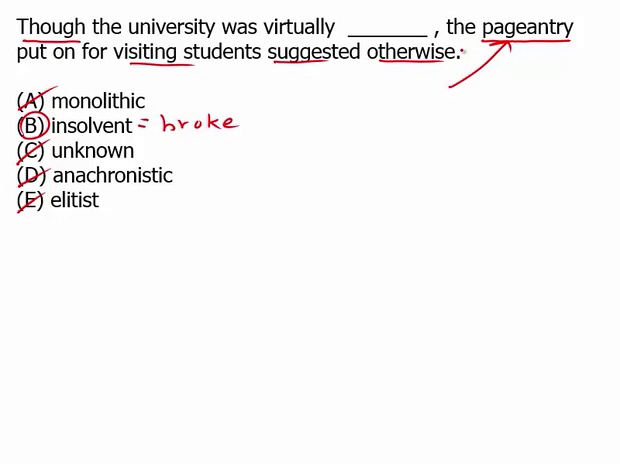 Though the university was virtually ________ , the pageantry
put on for visiting students suggested otherwise.
(A) monolithic
(B) insolvent = broke
(C) unknown
(D) anachronistic
(E) elitist